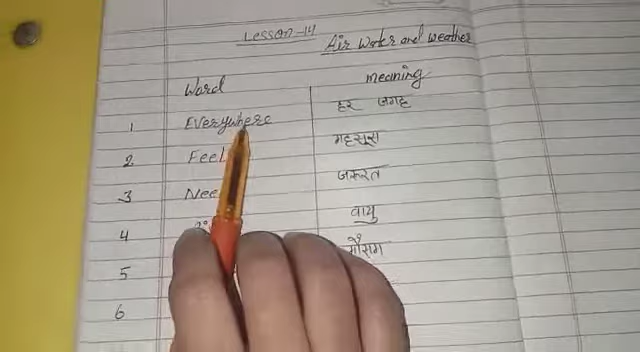 Lesson-14
Air Water and weather
Word meaning
1 Everywhere हर जगह
2 Feel महसूस
3 जरूरत
4 वायु
5 मौसम
6